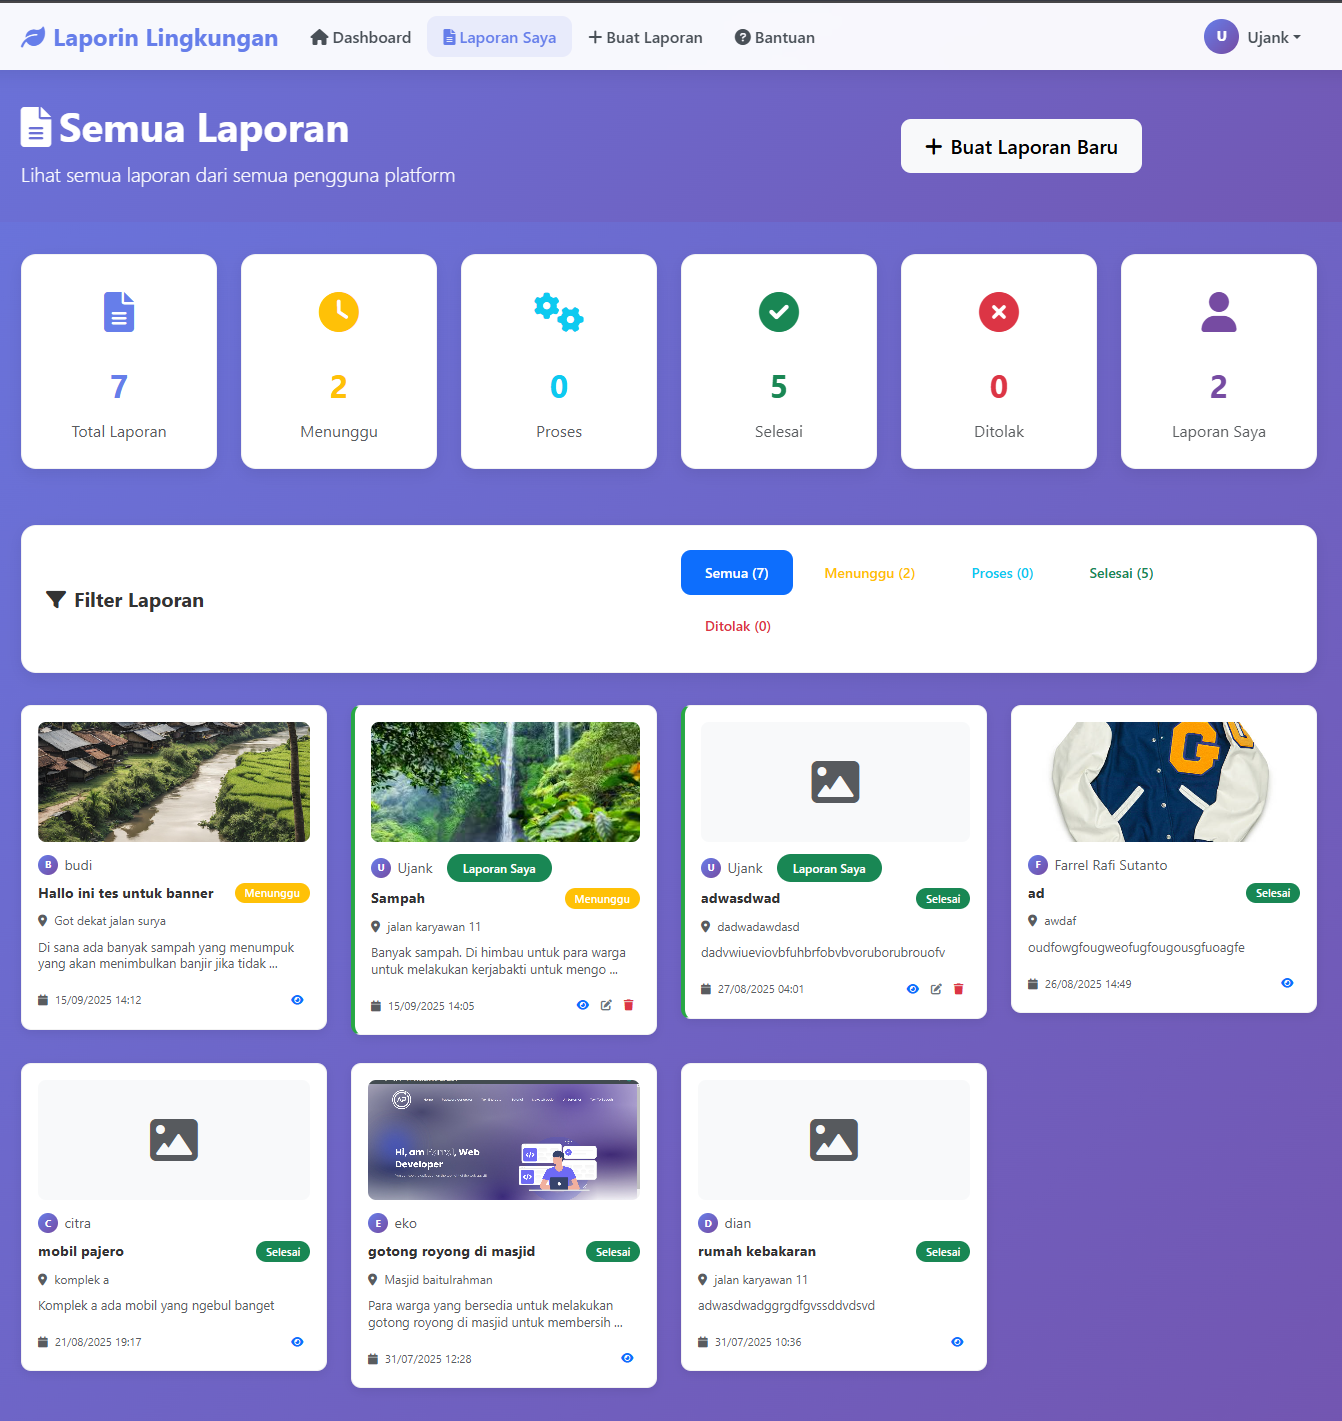 Laporin Lingkungan
Dashboard
Laporan Saya
Buat Laporan
Bantuan
U
Ujank
Semua Laporan
Lihat semua laporan dari semua pengguna platform
Buat Laporan Baru
7
Total Laporan
2
Menunggu
0
Proses
5
Selesai
0
Ditolak
2
Laporan Saya
Filter Laporan
Semua (7)
Menunggu (2)
Proses (0)
Selesai (5)
Ditolak (0)
B budi
Hallo ini tes untuk banner
Menunggu
Got dekat jalan surya
Di sana ada banyak sampah yang menumpuk
yang akan menimbulkan banjir jika tidak ...
15/09/2025 14:12
U Ujank
Laporan Saya
Sampah
Menunggu
jalan karyawan 11
Banyak sampah. Di himbau untuk para warga
untuk melakukan kerjabakti untuk mengo ...
15/09/2025 14:05
U Ujank
Laporan Saya
adwasdwad
Selesai
dadwadawdasd
dadvwiueviovbfuhbrfobvbvoruborubrouofv
27/08/2025 04:01
G
F Farrel Rafi Sutanto
ad
Selesai
awdaf
oudfowgfougweofugfougousgfuoagfe
26/08/2025 14:49
C citra
mobil pajero
Selesai
komplek a
Komplek a ada mobil yang ngebul banget
21/08/2025 19:17
Hi, am
, Web
Developer
E eko
gotong royong di masjid
Selesai
Masjid baitulrahman
Para warga yang bersedia untuk melakukan
gotong royong di masjid untuk membersih ...
31/07/2025 12:28
D dian
rumah kebakaran
Selesai
jalan karyawan 11
adwasdwadggrgdfgvssddvdsvd
31/07/2025 10:36